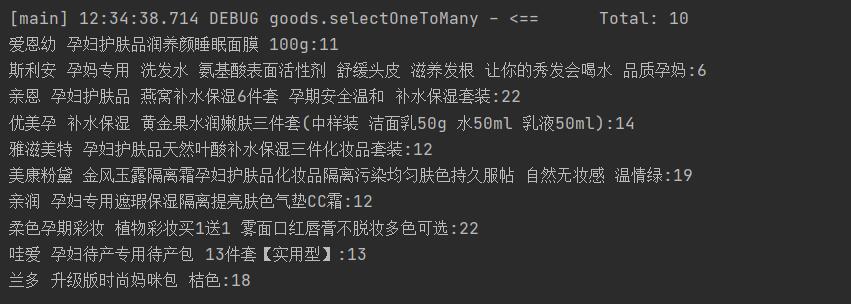 [main] 12:34:38.714 DEBUG goods.selectOneToMany - <==      Total: 10
爱恩幼 孕妇护肤品润养颜睡眠面膜 100g:11
斯利安 孕妈专用 洗发水 氨基酸表面活性剂 舒缓头皮 滋养发根 让你的秀发会喝水 品质孕妈:6
亲恩 孕妇护肤品 燕窝补水保湿6件套 孕期安全温和 补水保湿套装:22
优美孕 补水保湿 黄金果水润嫩肤三件套(中样装 洁面乳50g 水50ml 乳液50ml):14
雅滋美特 孕妇护肤品天然叶酸补水保湿三件化妆品套装:12
美康粉黛 金风玉露隔离霜孕妇护肤品化妆品隔离污染均匀肤色持久服帖 自然无妆感 温情绿:19
亲润 孕妇专用遮瑕保湿隔离提亮肤色气垫CC霜:12
柔色孕期彩妆 植物彩妆买1送1 雾面口红唇膏不脱妆多色可选:22
哇爱 孕妇待产专用待产包 13件套【实用型】:13
兰多 升级版时尚妈咪包 桔色:18